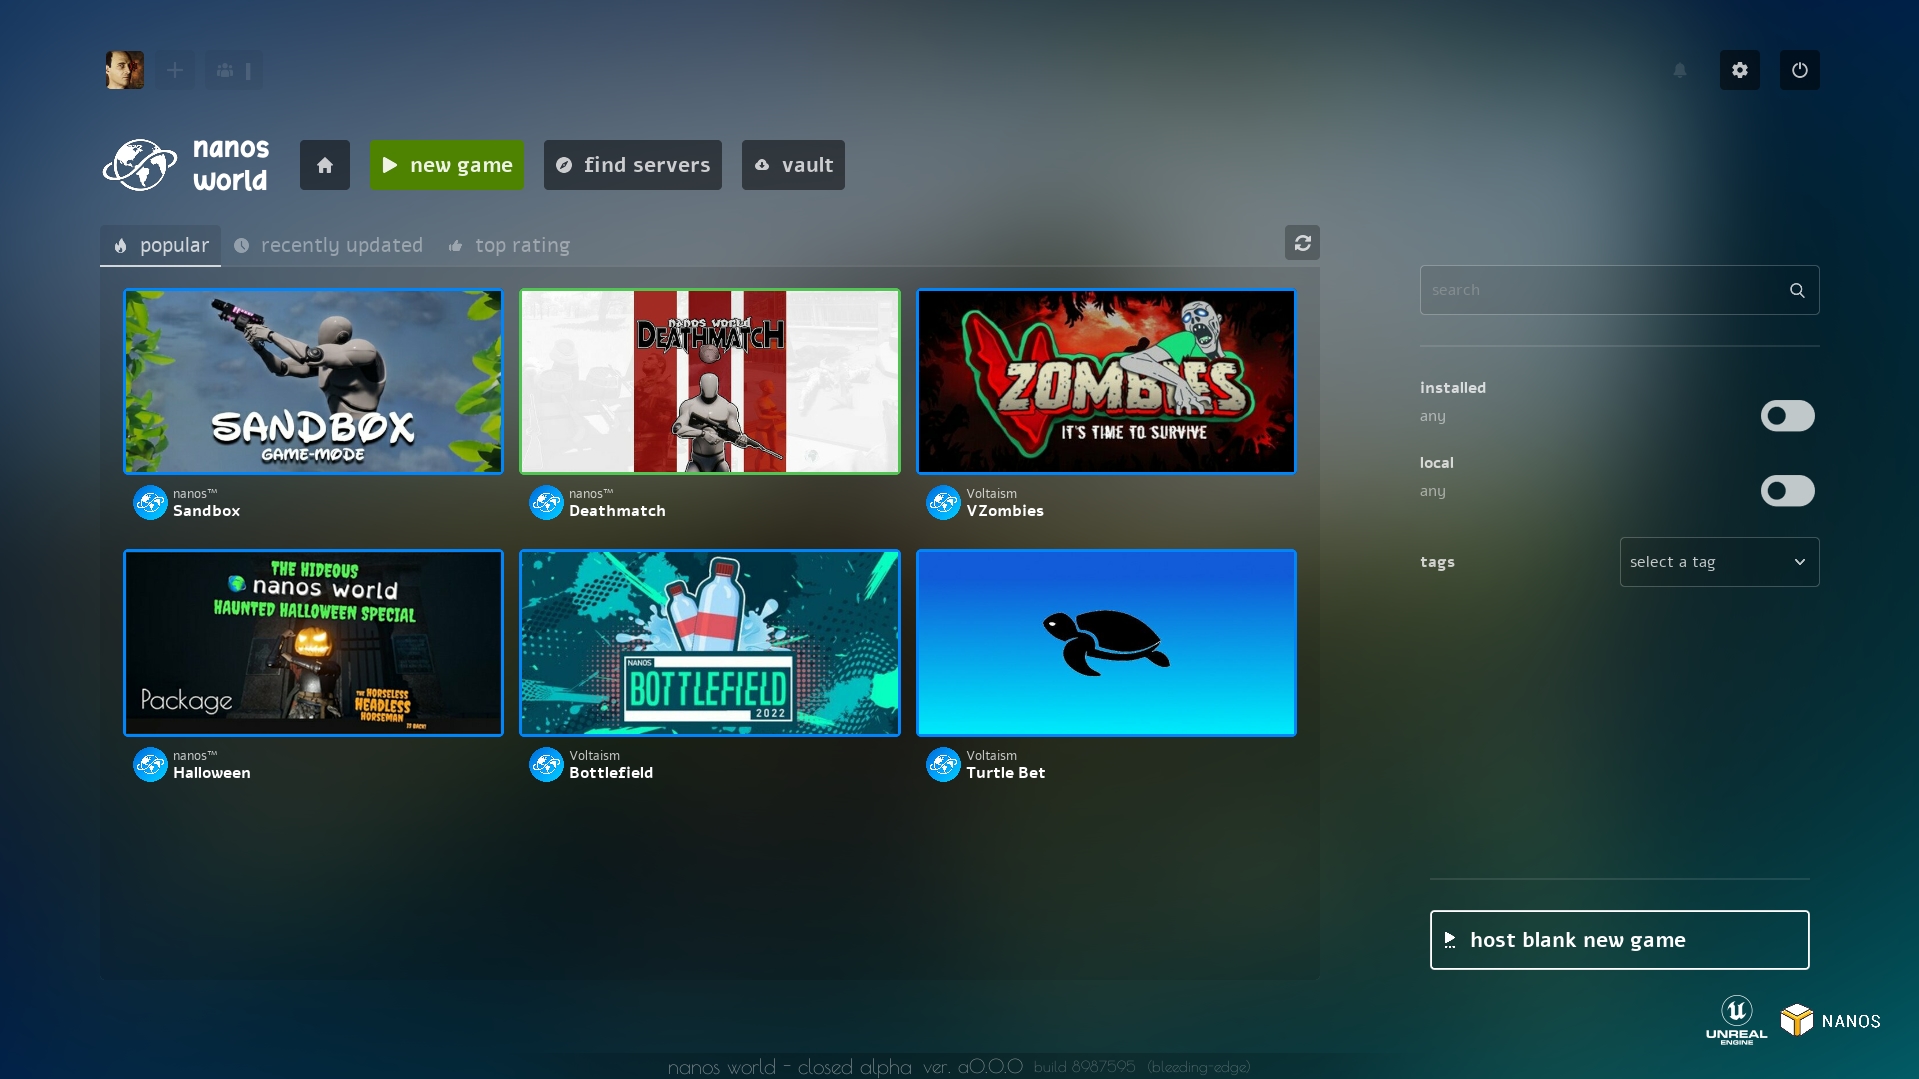 nanos
world
new game
find servers
vault
popular
recently updated
top rating
search
SANDBOX
GAME-MODE
nanos world
DEATHMATCH
V
ZOMBIES
IT'S TIME TO SURVIVE
nanos™
Sandbox
nanos™
Deathmatch
Voltaism
VZombies
installed
any
local
any
tags
select a tag
THE HIDEOUS
nanos world
HAUNTED HALLOWEEN SPECIAL
Package
THE HORSELESS
HEADLESS
HORSEMAN
IS BACK!
NANOS
BOTTLEFIELD
2022
nanos™
Halloween
Voltaism
Bottlefield
Voltaism
Turtle Bet
host blank new game
UNREAL
ENGINE
NANOS
nanos world - closed alpha ver. a0.0.0 build 8987595 (bleeding-edge)